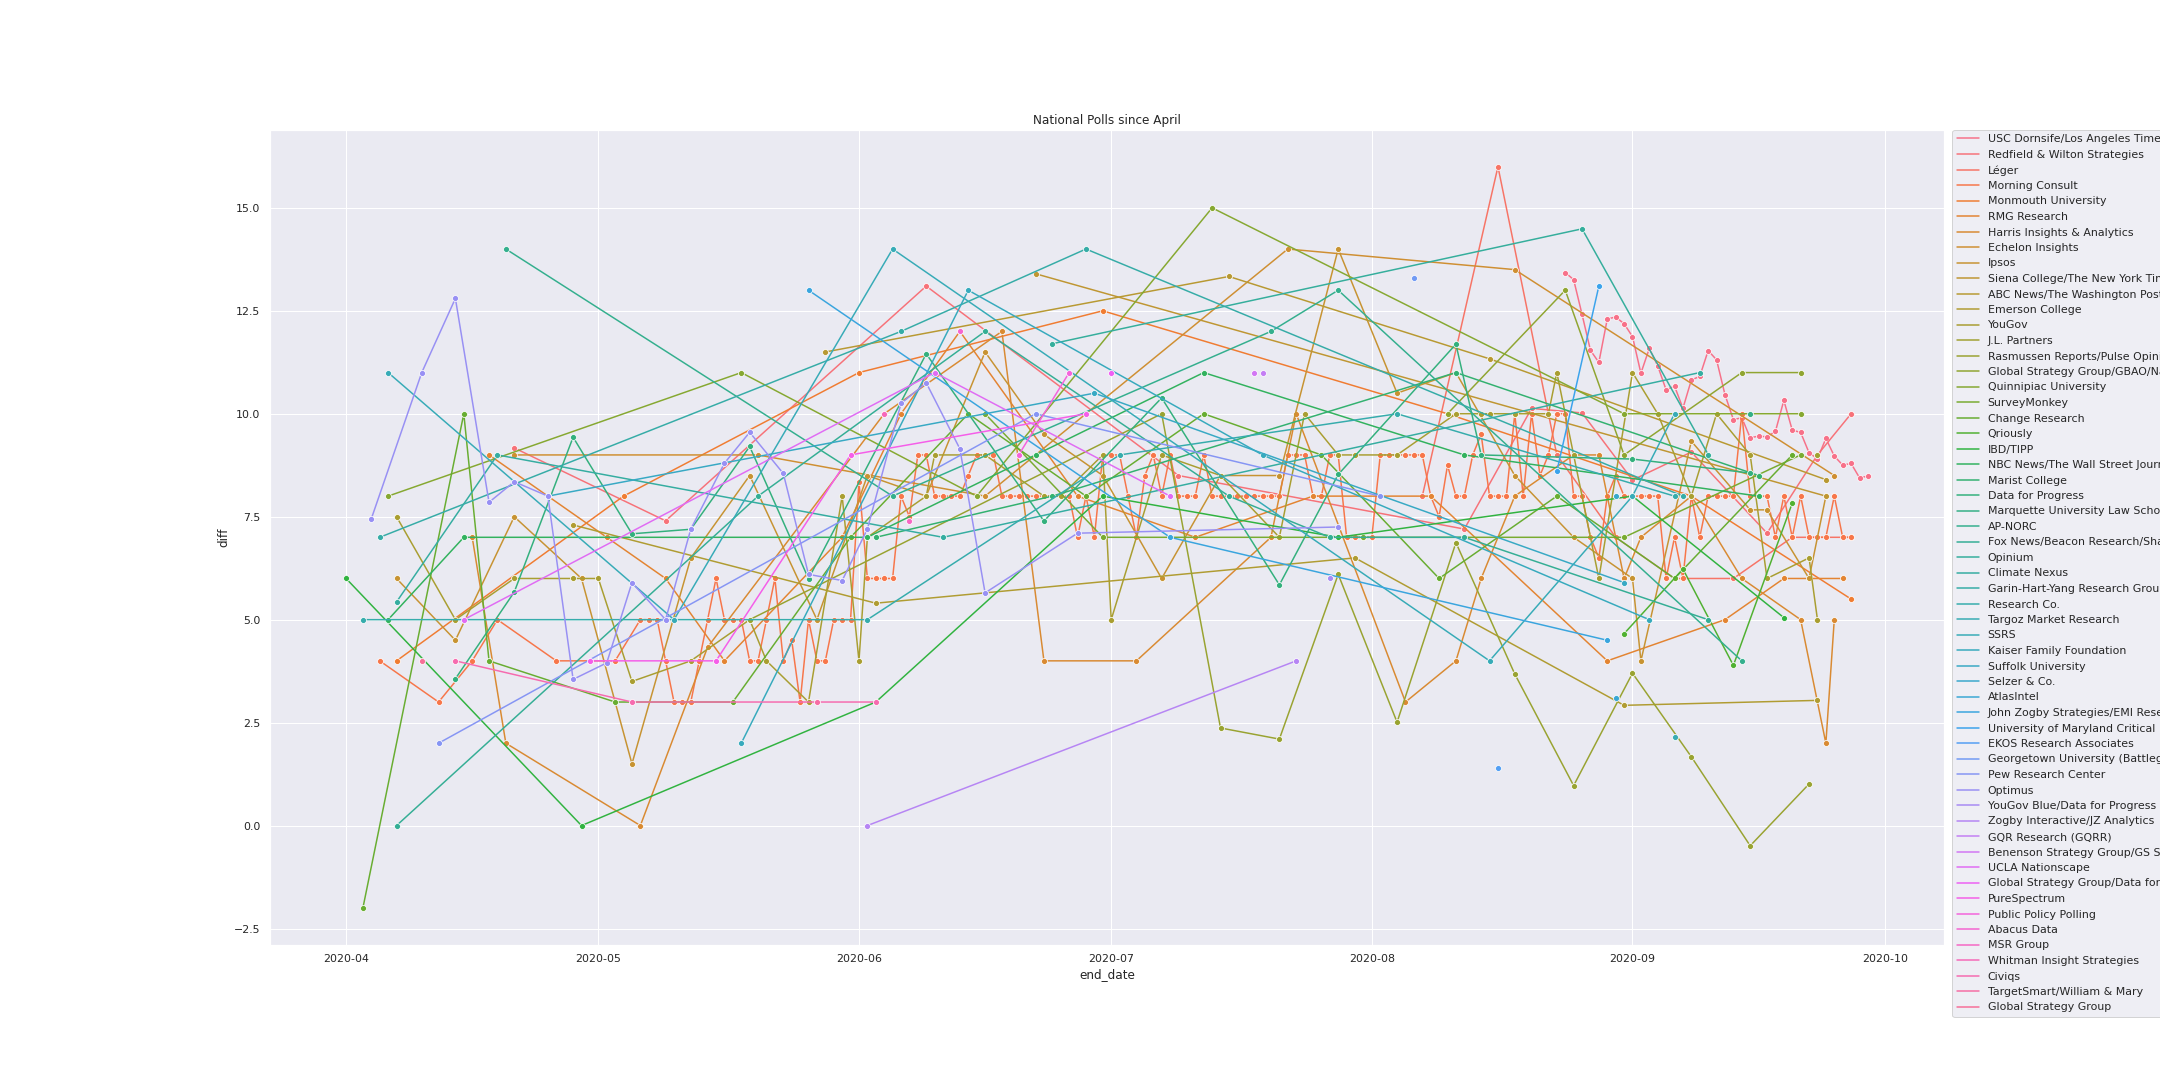 National Polls since April
15.0
12.5
10.0
7.5
5.0
2.5
0.0
−2.5
diff
2020-04
2020-05
2020-06
2020-07
2020-08
2020-09
2020-10
end_date
USC Dornsife/Los Angeles Time
Redfield & Wilton Strategies
Léger
Morning Consult
Monmouth University
RMG Research
Harris Insights & Analytics
Echelon Insights
Ipsos
Siena College/The New York Tin
ABC News/The Washington Post
Emerson College
YouGov
J.L. Partners
Rasmussen Reports/Pulse Opini
Global Strategy Group/GBAO/Na
Quinnipiac University
SurveyMonkey
Change Research
Qriously
IBD/TIPP
NBC News/The Wall Street Journ
Marist College
Data for Progress
Marquette University Law Scho
AP-NORC
Fox News/Beacon Research/Sha
Opinium
Climate Nexus
Garin-Hart-Yang Research Grou
Research Co.
Targoz Market Research
SSRS
Kaiser Family Foundation
Suffolk University
Selzer & Co.
AtlasIntel
John Zogby Strategies/EMI Rese
University of Maryland Critical
EKOS Research Associates
Georgetown University (Battleg
Pew Research Center
Optimus
YouGov Blue/Data for Progress
Zogby Interactive/JZ Analytics
GQR Research (GQRR)
Benenson Strategy Group/GS S
UCLA Nationscape
Global Strategy Group/Data for
PureSpectrum
Public Policy Polling
Abacus Data
MSR Group
Whitman Insight Strategies
Civiqs
TargetSmart/William & Mary
Global Strategy Group